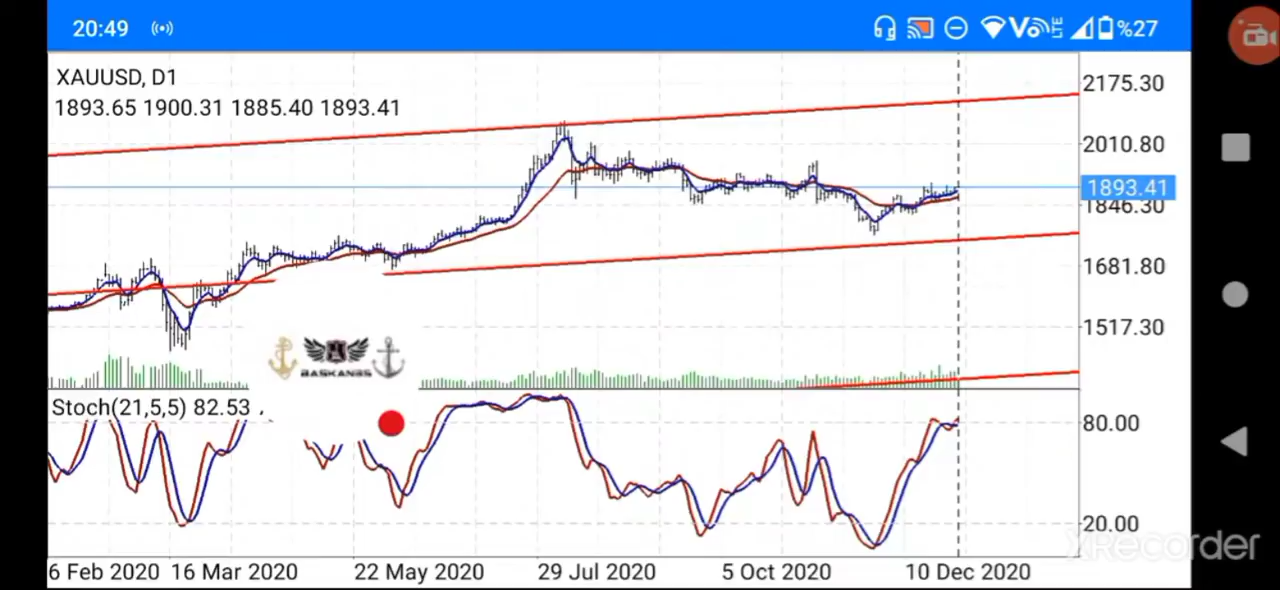 20:49
LTE
%27
XAUUSD, D1
1893.65 1900.31 1885.40 1893.41
2175.30
2010.80
1893.41
1846.30
1681.80
1517.30
BASKAN35
Stoch(21,5,5) 82.53
80.00
20.00
XRecorder
6 Feb 2020 16 Mar 2020 22 May 2020 29 Jul 2020 5 Oct 2020 10 Dec 2020